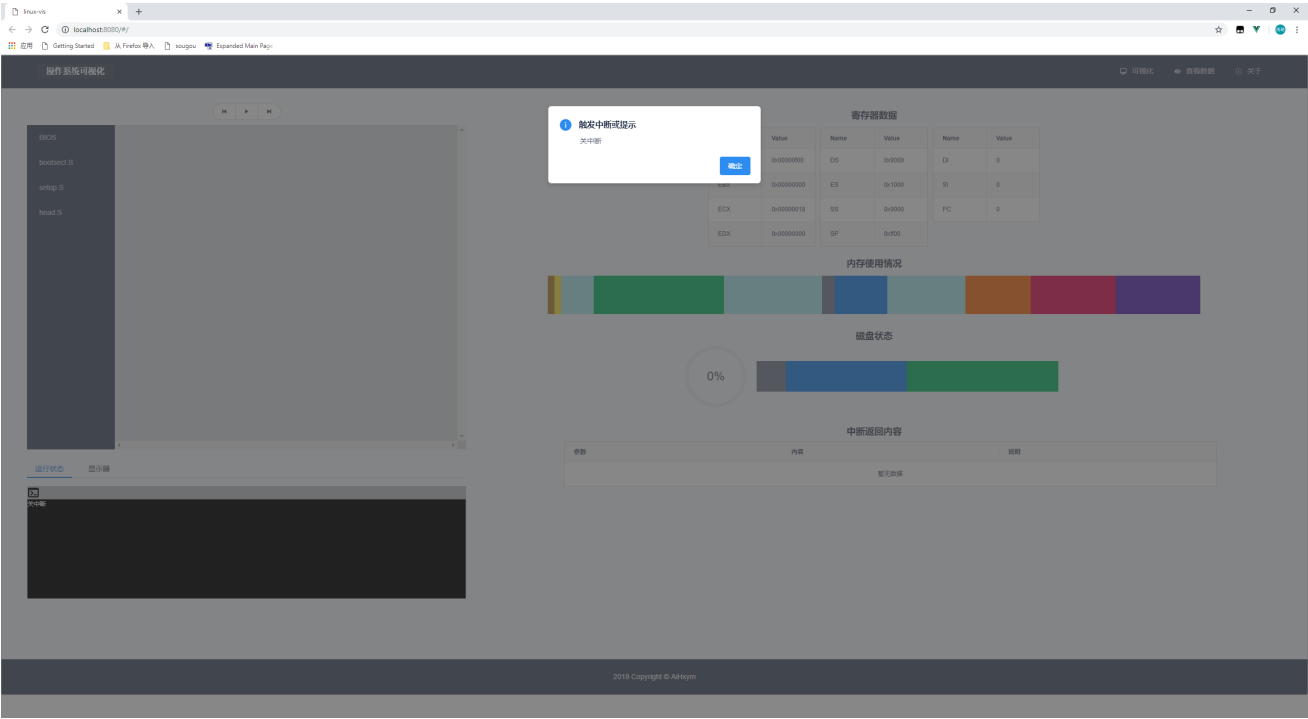 linux-vis
localhost:8080/#/
应用 Getting Started 从 Firefox 导入 sougou Expanded Main Page
操作系统可视化 可视化 查看数据 关于
触发中断或提示
关中断
确定
BIOS
bootsect.S
setup.S
head.S
寄存器数据
Value Name Value Name Value
0x00000f00 DS 0x9000 DI 0
EBX 0x00000000 ES 0x1000 SI 0
ECX 0x00000016 SS 0x9000 PC 0
EDX 0x00000000 SP 0xff00
内存使用情况
磁盘状态
0%
中断返回内容
参数 内容 说明
暂无数据
运行状态 显示器
关中断
2018 Copyright © AiHxym